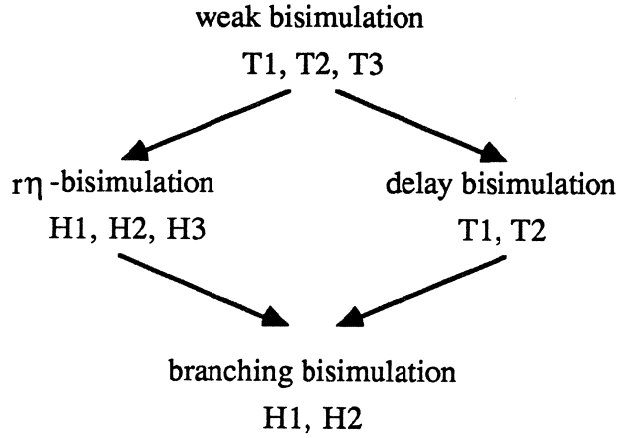 weak bisimulation
T1, T2, T3
rη -bisimulation
delay bisimulation
H1, H2, H3
T1, T2
branching bisimulation
H1, H2